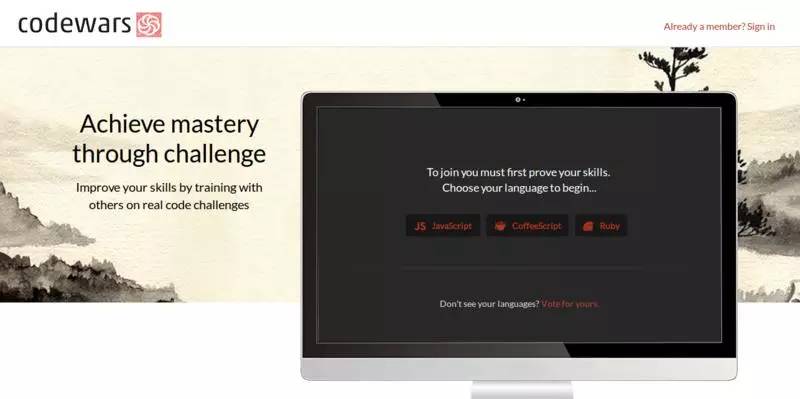 codewars
Already a member? Sign in
Achieve mastery
through challenge
Improve your skills by training with
others on real code challenges
To join you must first prove your skills.
Choose your language to begin...
JS JavaScript CoffeeScript Ruby
Don't see your languages? Vote for yours.